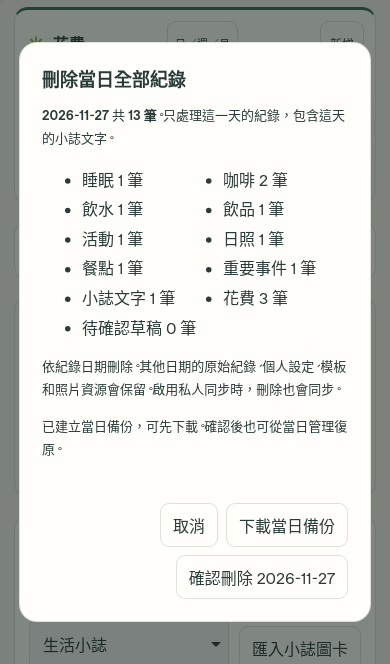 花費
日／週／月
新增
刪除當日全部紀錄
2026-11-27 共 13 筆。只處理這一天的紀錄，包含這天
的小誌文字。
• 睡眠 1 筆
• 咖啡 2 筆
• 飲水 1 筆
• 飲品 1 筆
• 活動 1 筆
• 日照 1 筆
• 餐點 1 筆
• 重要事件 1 筆
• 小誌文字 1 筆
• 花費 3 筆
• 待確認草稿 0 筆
依紀錄日期刪除。其他日期的原始紀錄、個人設定、模板
和照片資源會保留。啟用私人同步時，刪除也會同步。
已建立當日備份，可先下載。確認後也可從當日管理復
原。
取消
下載當日備份
確認刪除 2026-11-27
生活小誌
匯入小誌圖卡